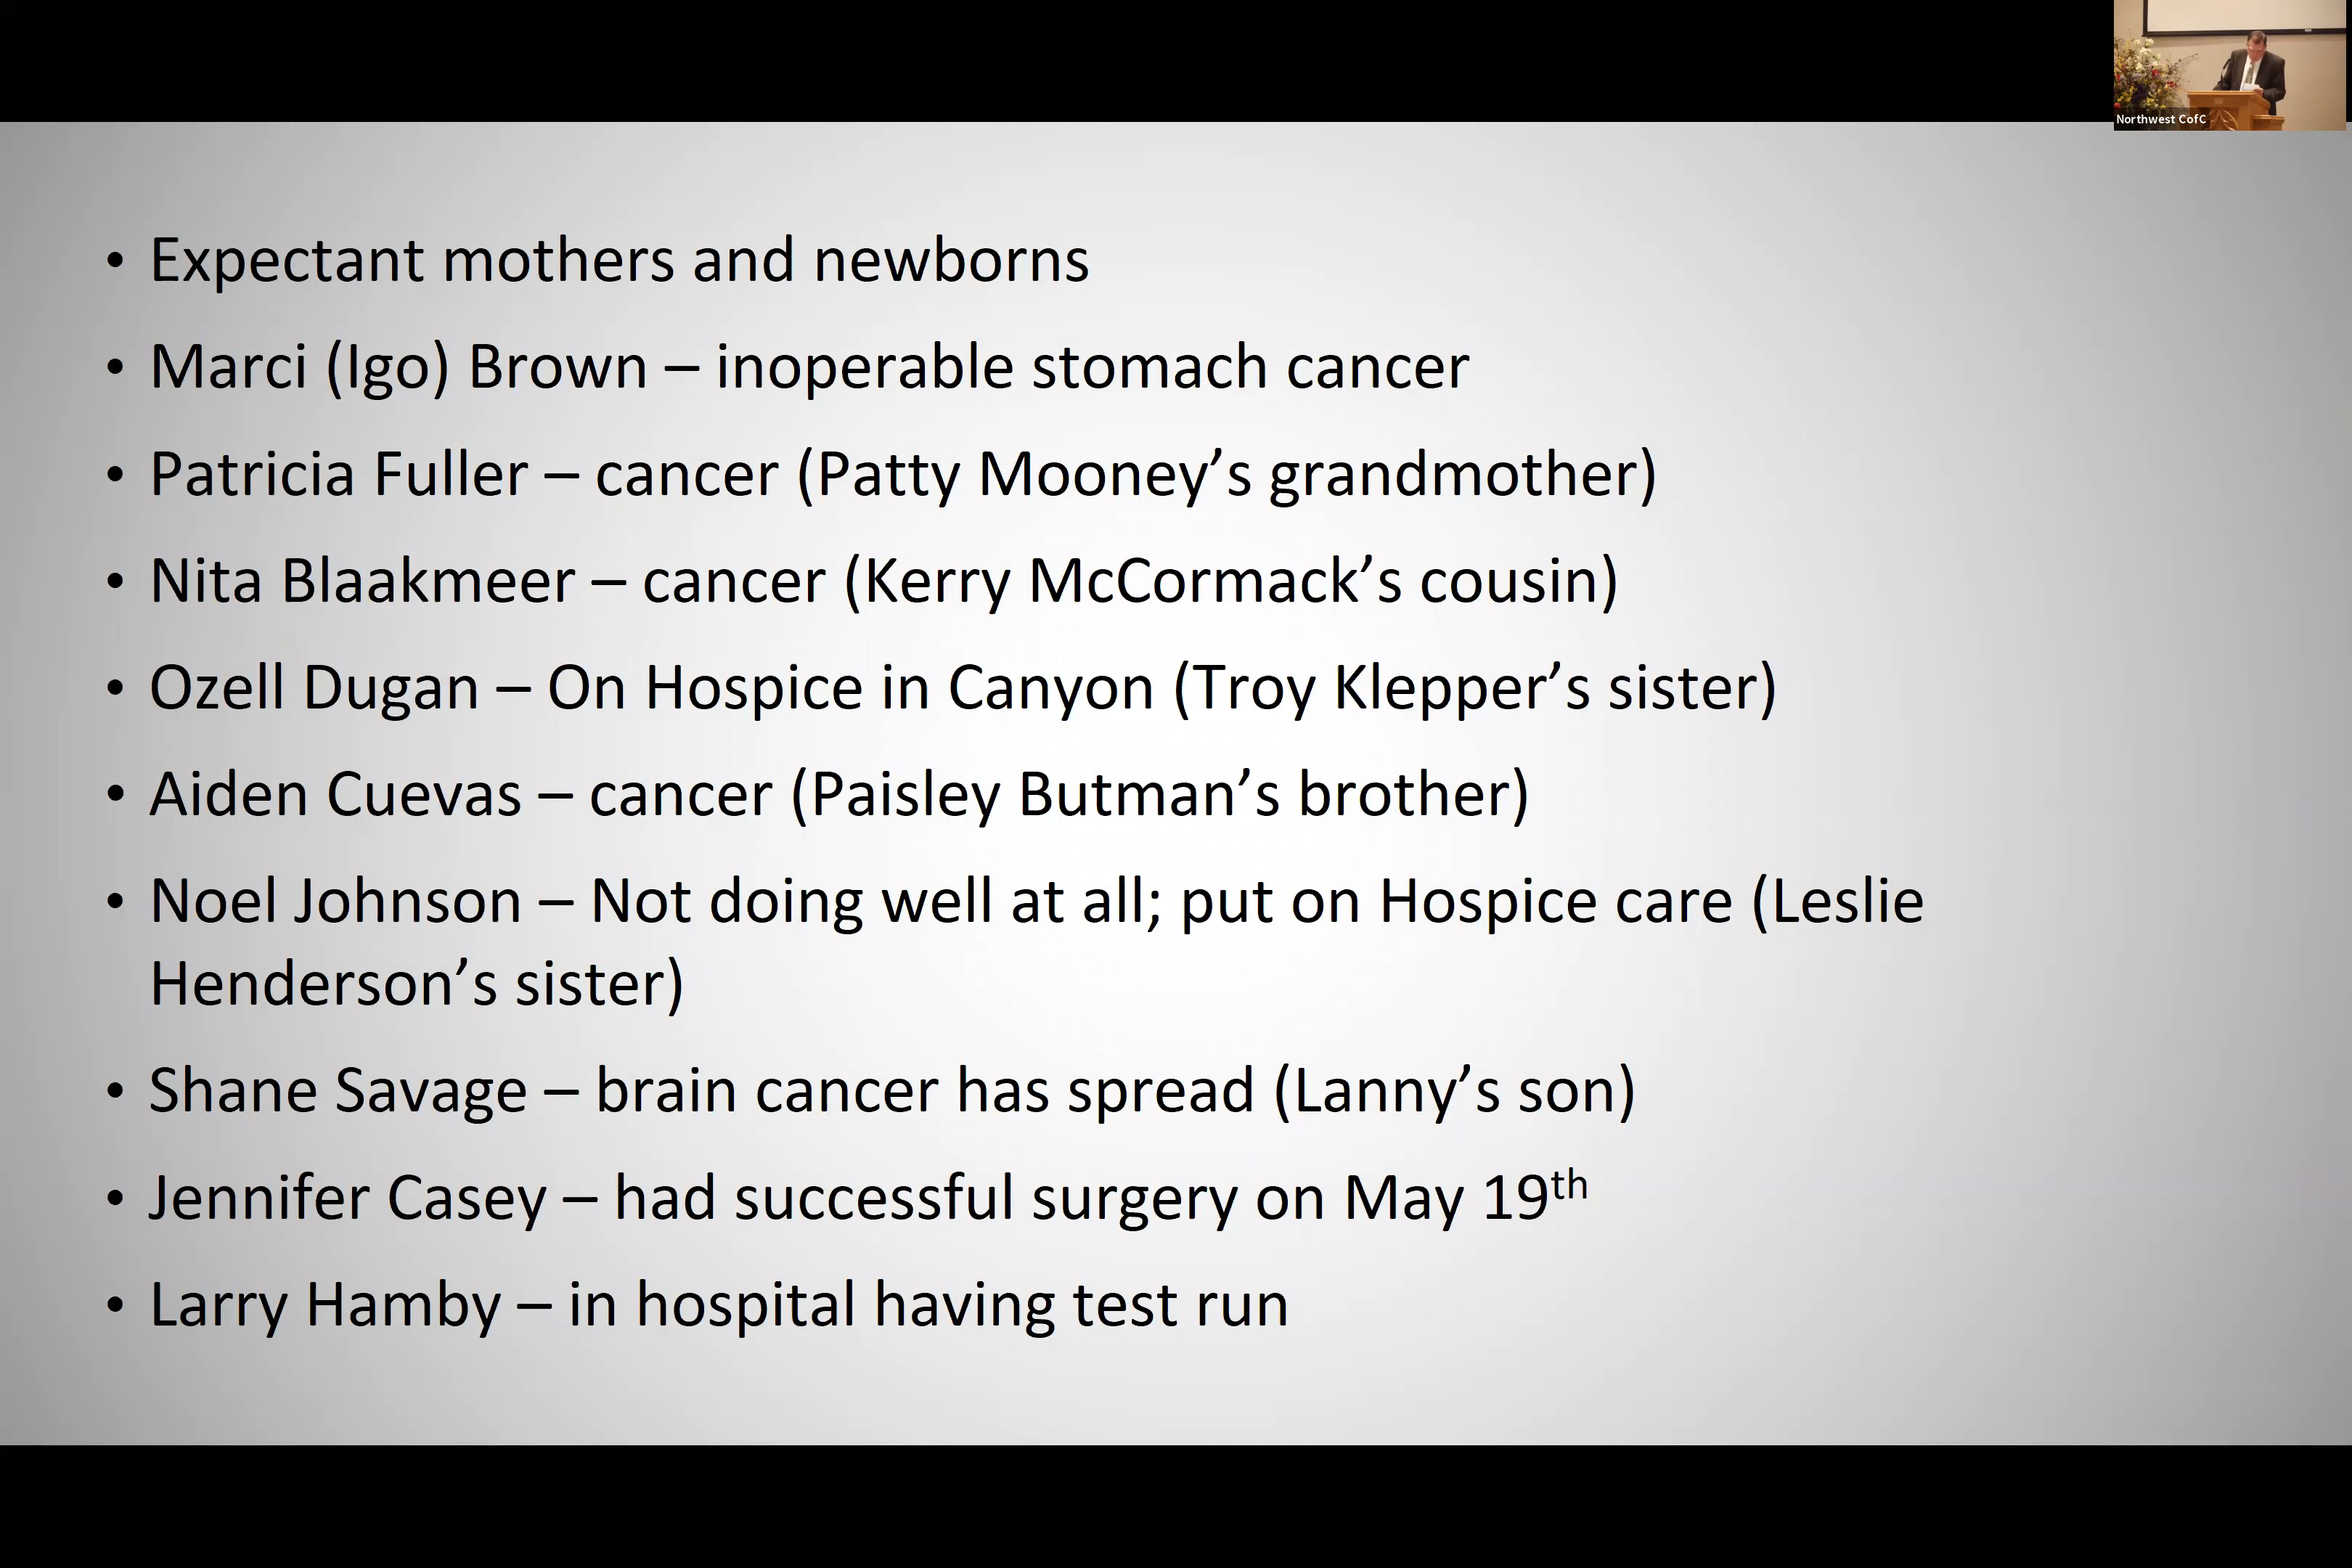 Northwest CofC
• Expectant mothers and newborns
• Marci (Igo) Brown – inoperable stomach cancer
• Patricia Fuller – cancer (Patty Mooney’s grandmother)
• Nita Blaakmeer – cancer (Kerry McCormack’s cousin)
• Ozell Dugan – On Hospice in Canyon (Troy Klepper’s sister)
• Aiden Cuevas – cancer (Paisley Butman’s brother)
• Noel Johnson – Not doing well at all; put on Hospice care (Leslie
Henderson’s sister)
• Shane Savage – brain cancer has spread (Lanny’s son)
• Jennifer Casey – had successful surgery on May 19th
• Larry Hamby – in hospital having test run